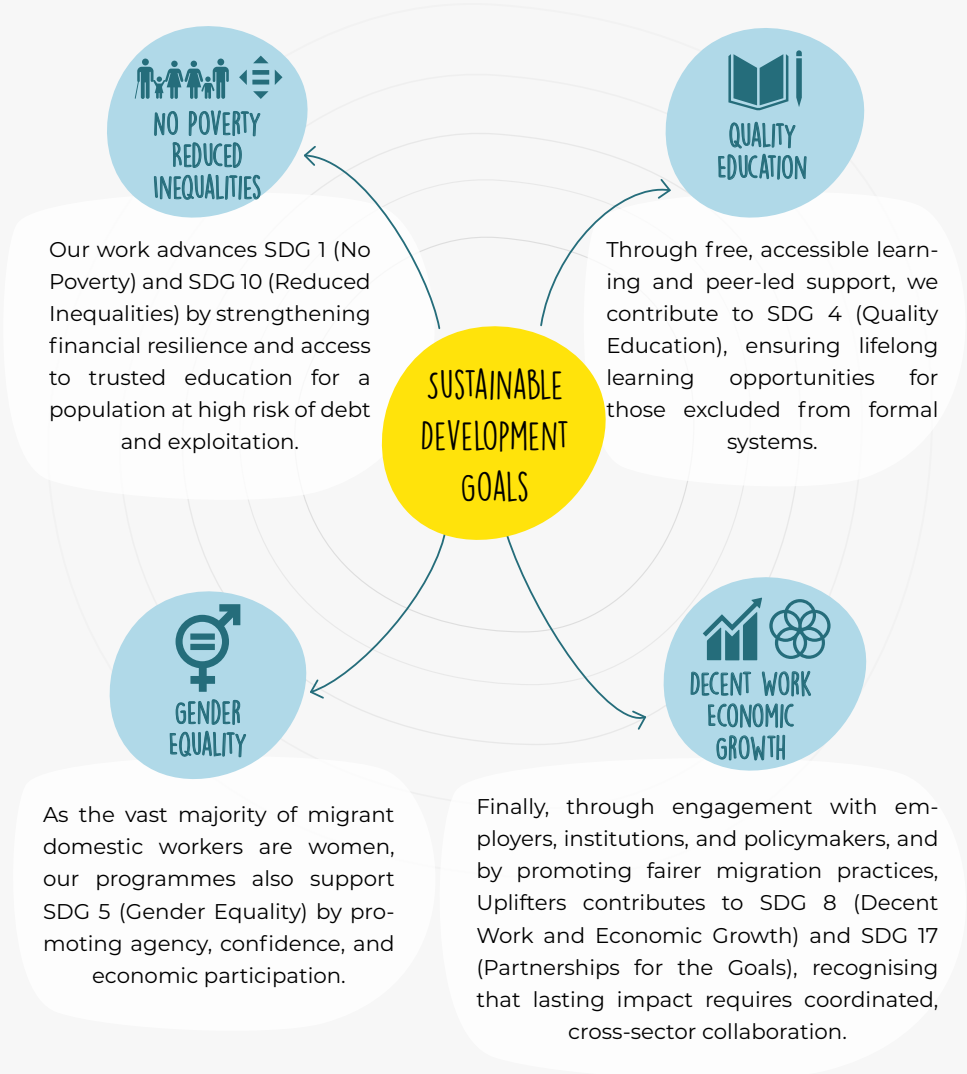 NO POVERTY
REDUCED
INEQUALITIES
Our work advances SDG 1 (No
Poverty) and SDG 10 (Reduced
Inequalities) by strengthening
financial resilience and access
to trusted education for a
population at high risk of debt
and exploitation.
QUALITY
EDUCATION
Through free, accessible learn-
ing and peer-led support, we
contribute to SDG 4 (Quality
Education), ensuring lifelong
learning opportunities for
those excluded from formal
systems.
SUSTAINABLE
DEVELOPMENT
GOALS
GENDER
EQUALITY
As the vast majority of migrant
domestic workers are women,
our programmes also support
SDG 5 (Gender Equality) by pro-
moting agency, confidence, and
economic participation.
DECENT WORK
ECONOMIC
GROWTH
Finally, through engagement with em-
ployers, institutions, and policymakers, and
by promoting fairer migration practices,
Uplifters contributes to SDG 8 (Decent
Work and Economic Growth) and SDG 17
(Partnerships for the Goals), recognising
that lasting impact requires coordinated,
cross-sector collaboration.